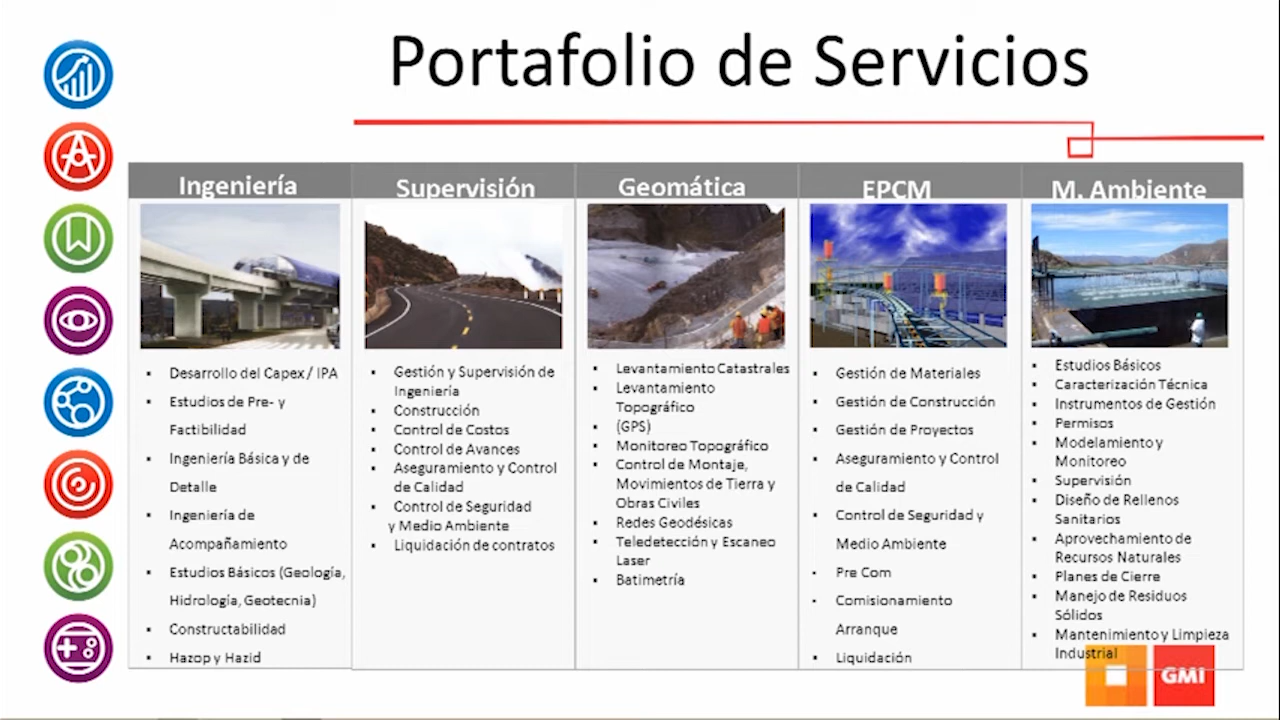 Portafolio de Servicios
Ingeniería
▪ Desarrollo del Capex / IPA
▪ Estudios de Pre- y
Factibilidad
▪ Ingeniería Básica y de
Detalle
▪ Ingeniería de
Acompañamiento
▪ Estudios Básicos (Geología,
Hidrología, Geotecnia)
▪ Constructabilidad
▪ Hazop y Hazid
Supervisión
▪ Gestión y Supervisión de
Ingeniería
▪ Construcción
▪ Control de Costos
▪ Control de Avances
▪ Aseguramiento y Control
de Calidad
▪ Control de Seguridad
y Medio Ambiente
▪ Liquidación de contratos
Geomática
▪ Levantamiento Catastrales
▪ Levantamiento
Topográfico
▪ (GPS)
▪ Monitoreo Topográfico
▪ Control de Montaje,
Movimientos de Tierra y
Obras Civiles
▪ Redes Geodésicas
▪ Teledetección y Escaneo
Laser
▪ Batimetría
EPCM
▪ Gestión de Materiales
▪ Gestión de Construcción
▪ Gestión de Proyectos
▪ Aseguramiento y Control
de Calidad
▪ Control de Seguridad y
Medio Ambiente
▪ Pre Com
▪ Comisionamiento
Arranque
▪ Liquidación
M. Ambiente
▪ Estudios Básicos
▪ Caracterización Técnica
▪ Instrumentos de Gestión
▪ Permisos
▪ Modelamiento y
Monitoreo
▪ Supervisión
▪ Diseño de Rellenos
Sanitarios
▪ Aprovechamiento de
Recursos Naturales
▪ Planes de Cierre
▪ Manejo de Residuos
Sólidos
▪ Mantenimiento y Limpieza
Industrial
GMI